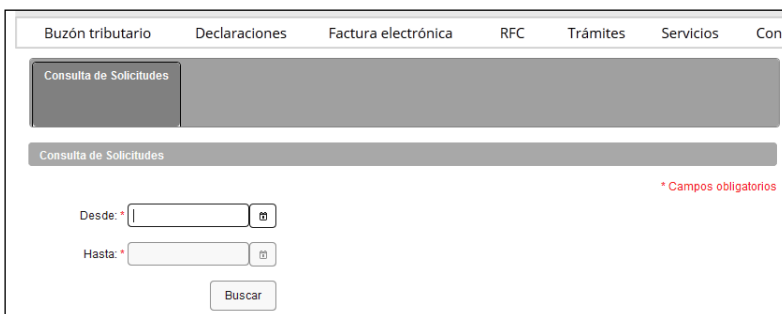 Buzón tributario Declaraciones Factura electrónica RFC Trámites Servicios Con
Consulta de Solicitudes
Consulta de Solicitudes
* Campos obligatorios
Desde: *
Hasta: *
Buscar